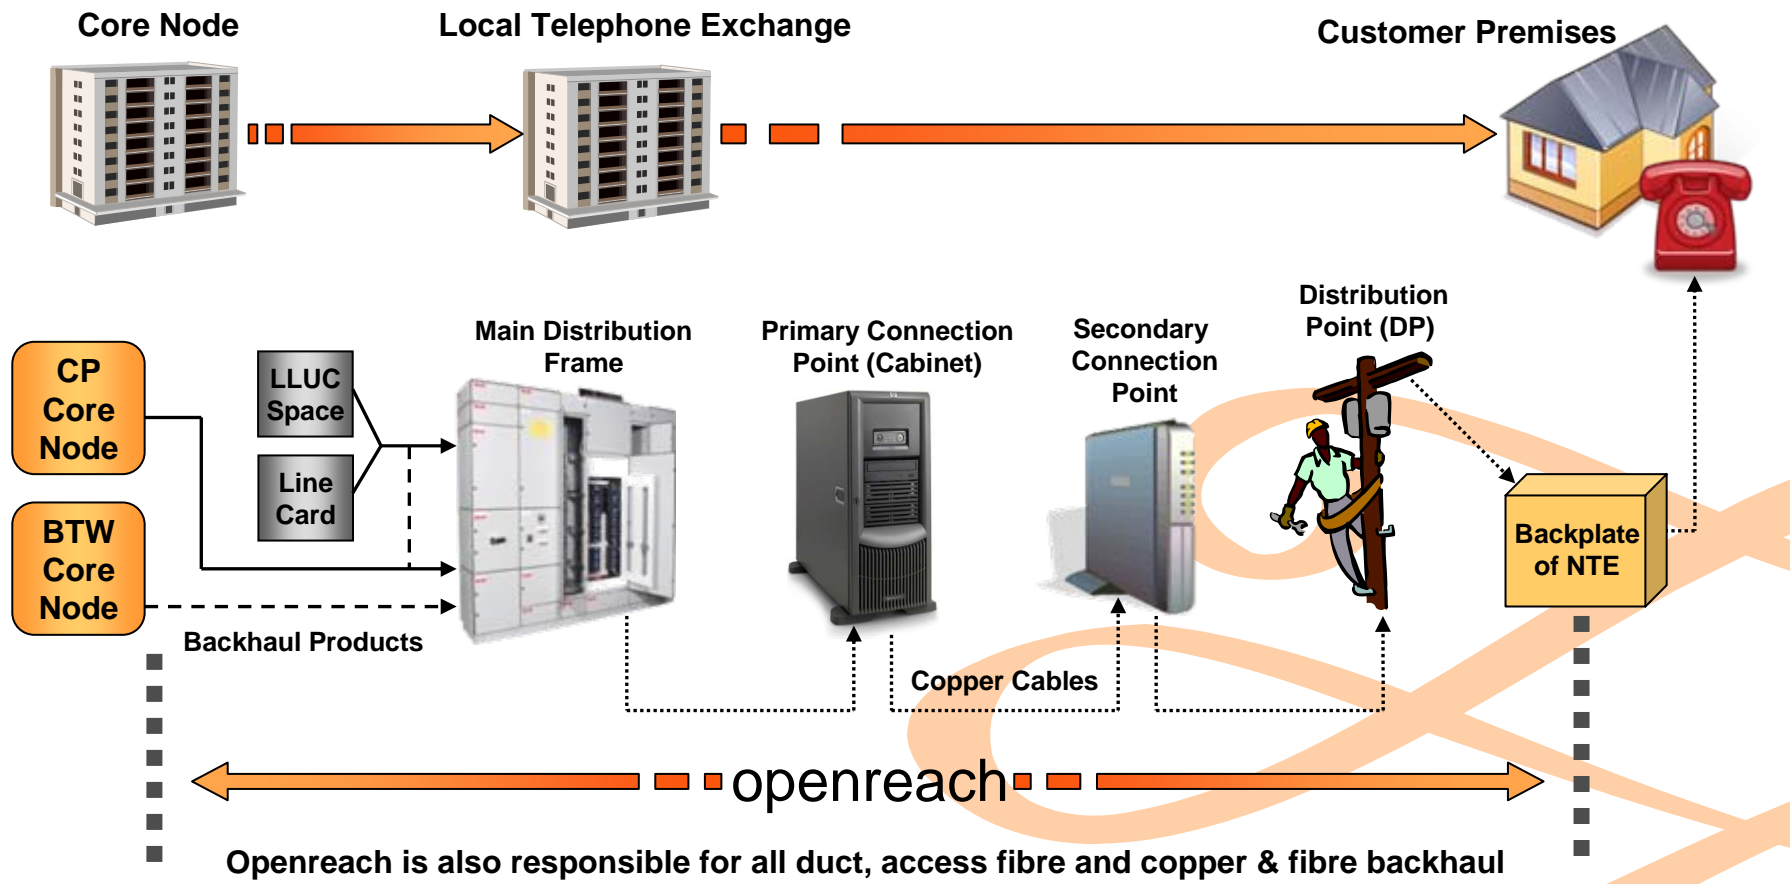 Core Node
Local Telephone Exchange
Customer Premises
Main Distribution
Frame
Primary Connection
Point (Cabinet)
Secondary
Connection
Point
Distribution
Point (DP)
CP
Core
Node
LLUC
Space
Line
Card
BTW
Core
Node
Backplate
of NTE
Backhaul Products
Copper Cables
openreach
Openreach is also responsible for all duct, access fibre and copper & fibre backhaul